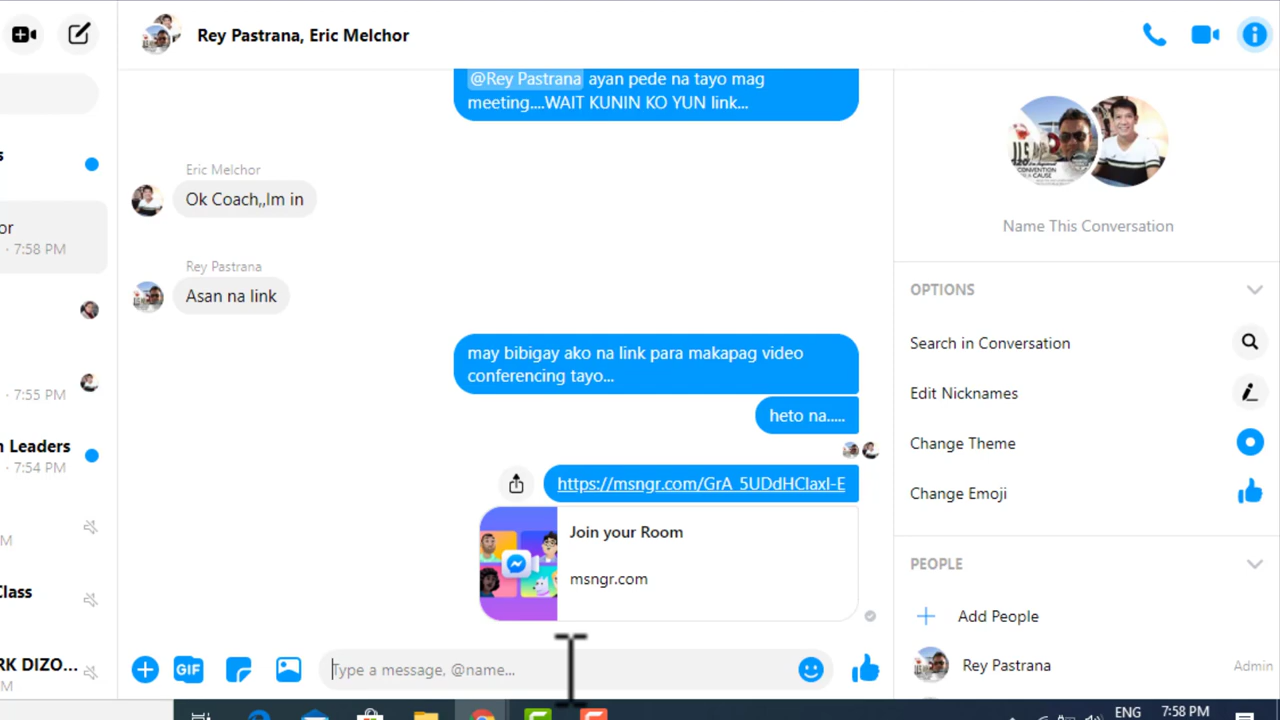 Rey Pastrana, Eric Melchor
@Rey Pastrana ayan pede na tayo mag
meeting....WAIT KUNIN KO YUN link...
Eric Melchor
Ok Coach,,Im in
Rey Pastrana
Asan na link
may bibigay ako na link para makapag video
conferencing tayo...
heto na.....
https://msngr.com/GrA_5UDdHClaxl-E
Join your Room
msngr.com
Type a message, @name...
GIF
s
or
· 7:58 PM
· 7:55 PM
n Leaders
· 7:54 PM
M
Class
RK DIZO...
M
Name This Conversation
OPTIONS
Search in Conversation
Edit Nicknames
Change Theme
Change Emoji
PEOPLE
Add People
Rey Pastrana
Admin
ENG
7:58 PM